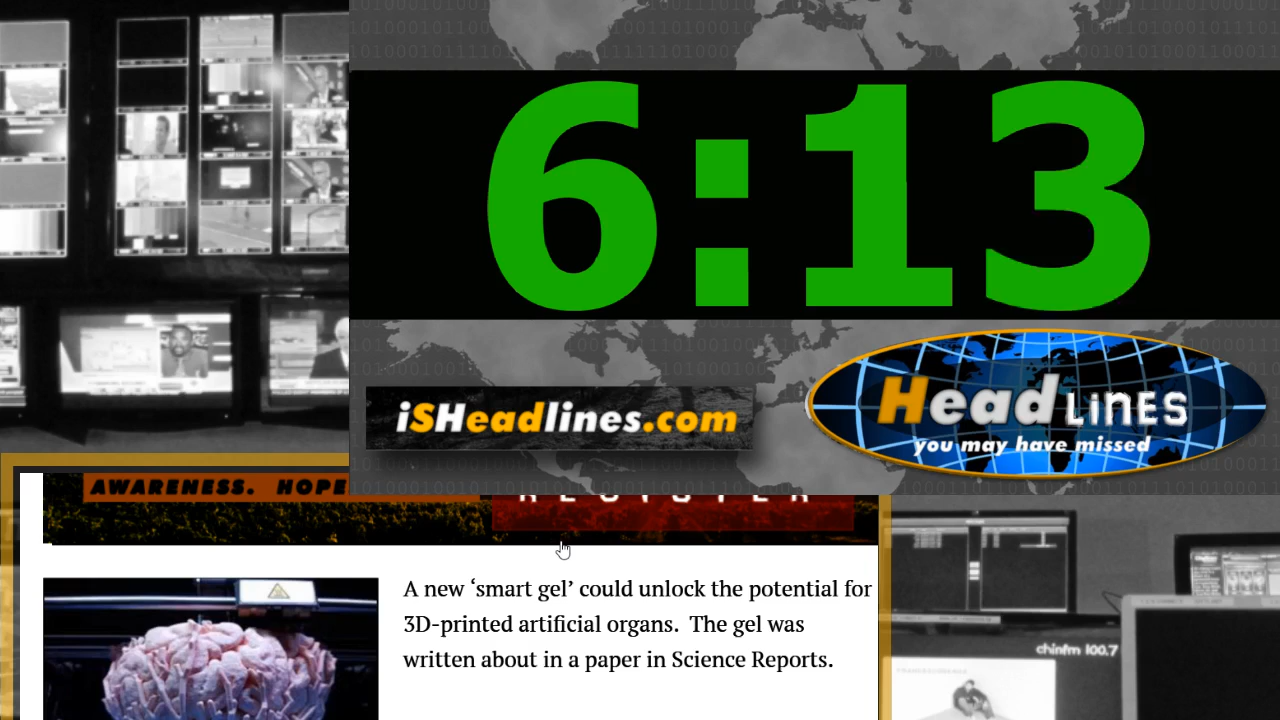 6:13
iSHeadlines.com
HeadLiNES
you may have missed
AWARENESS. HOPE
A new ‘smart gel’ could unlock the potential for
3D-printed artificial organs. The gel was
written about in a paper in Science Reports.
chinfm 100.7